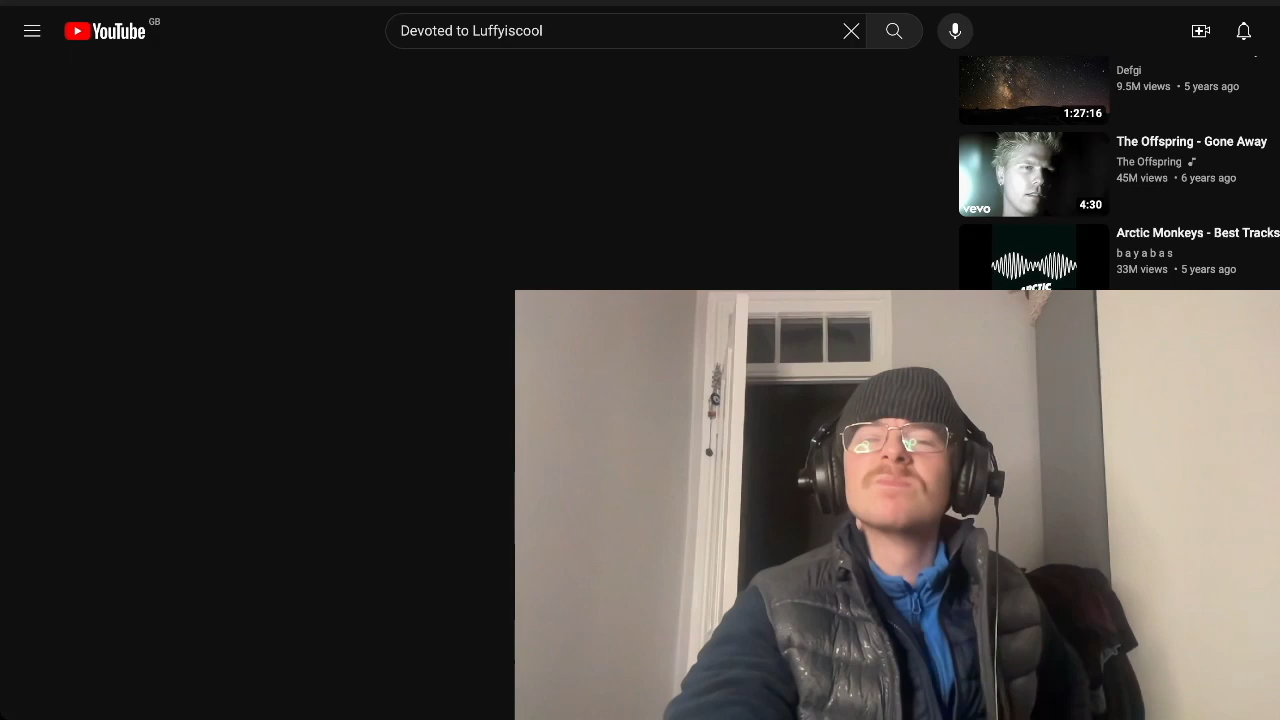 YouTube GB
Devoted to Luffyiscool
Defgi
9.5M views • 5 years ago
1:27:16
The Offspring - Gone Away
The Offspring
45M views • 6 years ago
vevo
4:30
Arctic Monkeys - Best Tracks
b a y a b a s
33M views • 5 years ago
ARCTIC